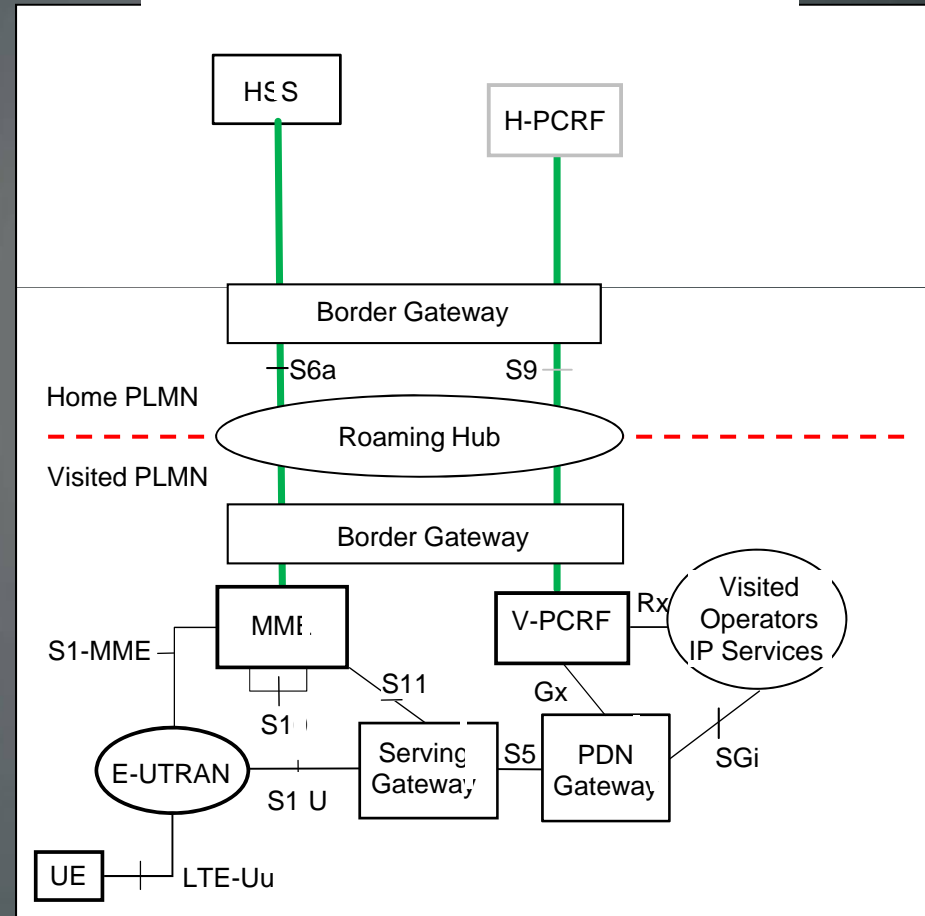 HSS
H-PCRF
Border Gateway
S6a
S9
Home PLMN
Roaming Hub
Visited PLMN
Border Gateway
MME
V-PCRF
Rx
Visited
Operators
IP Services
S1-MME
S11
Gx
S1
Serving
Gateway
S5
PDN
Gateway
SGi
E-UTRAN
S1 U
UE
LTE-Uu